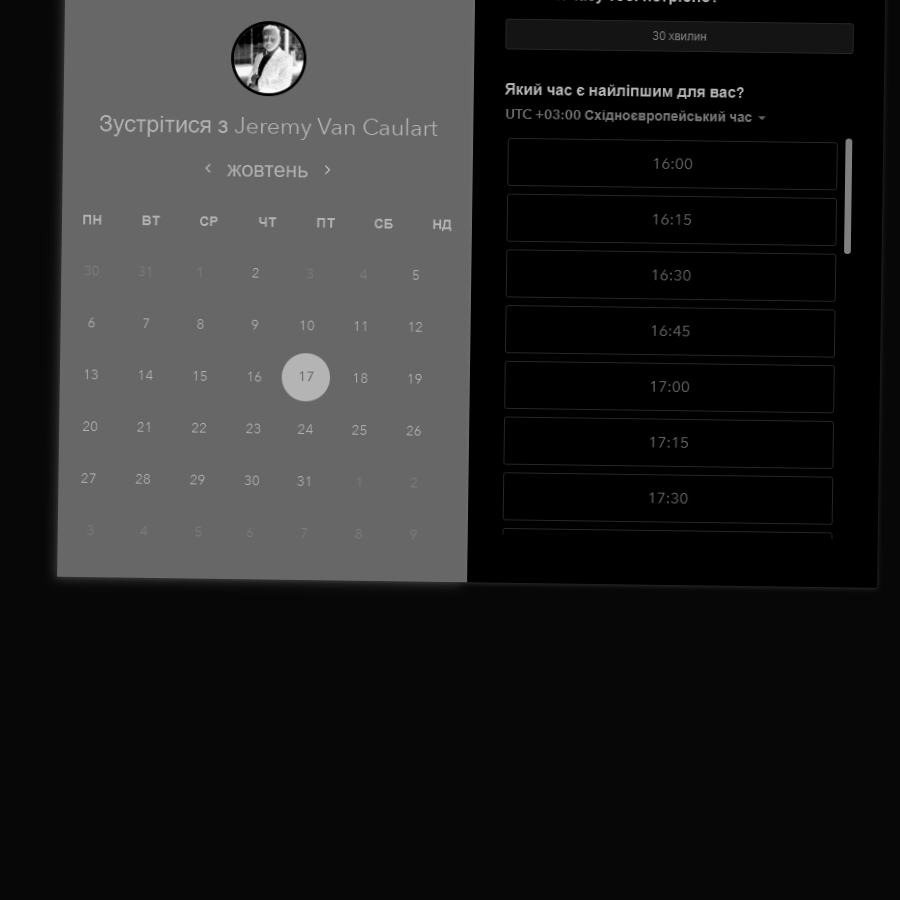 Зустрітися з Jeremy Van Caulart
жовтень
ПН ВТ СР ЧТ ПТ СБ НД
30 31 1 2 3 4 5
6 7 8 9 10 11 12
13 14 15 16 17 18 19
20 21 22 23 24 25 26
27 28 29 30 31 1 2
3 4 5 6 7 8 9
30 хвилин
Який час є найліпшим для вас?
UTC +03:00 Східноєвропейський час
16:00
16:15
16:30
16:45
17:00
17:15
17:30